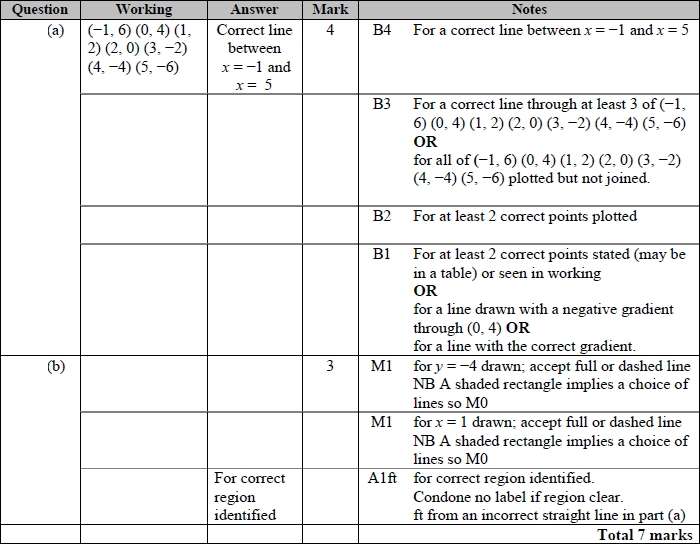 Question Working Answer Mark Notes
(a) (−1, 6) (0, 4) (1, Correct line 4 B4 For a correct line between x = −1 and x = 5
2) (2, 0) (3, −2) between
(4, −4) (5, −6) x = −1 and
x = 5
B3 For a correct line through at least 3 of (−1,
6) (0, 4) (1, 2) (2, 0) (3, −2) (4, −4) (5, −6)
OR
for all of (−1, 6) (0, 4) (1, 2) (2, 0) (3, −2)
(4, −4) (5, −6) plotted but not joined.
B2 For at least 2 correct points plotted
B1 For at least 2 correct points stated (may be
in a table) or seen in working
OR
for a line drawn with a negative gradient
through (0, 4) OR
for a line with the correct gradient.
(b) 3 M1 for y = −4 drawn; accept full or dashed line
NB A shaded rectangle implies a choice of
lines so M0
M1 for x = 1 drawn; accept full or dashed line
NB A shaded rectangle implies a choice of
lines so M0
For correct A1ft for correct region identified.
region Condone no label if region clear.
identified ft from an incorrect straight line in part (a)
Total 7 marks